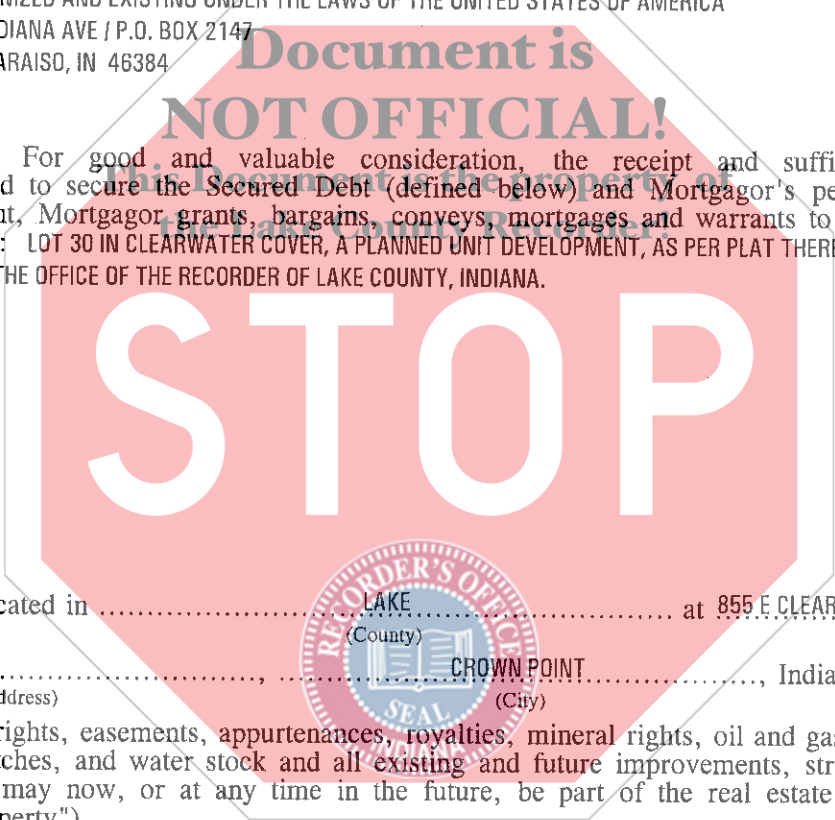 NIZED AND EXISTING UNDER THE LAWS OF THE UNITED STATES OF AMERICA
DIANA AVE / P.O. BOX 2147
ARAISO, IN 46384
Document is
NOT OFFICIAL!
This Document is the property of
the Lake County Recorder!
For good and valuable consideration, the receipt and suffi
d to secure the Secured Debt (defined below) and Mortgagor's pe
nt, Mortgagor grants, bargains, conveys, mortgages and warrants to
: LOT 30 IN CLEARWATER COVER, A PLANNED UNIT DEVELOPMENT, AS PER PLAT THERE
THE OFFICE OF THE RECORDER OF LAKE COUNTY, INDIANA.
STOP
cated in ........ LAKE ........ at 855 E CLEAR
(County)
........, ........ CROWN POINT ........, India
ddress) (City)
RECORDER'S OFFICE
SEAL
INDIANA
rights, easements, appurtenances, royalties, mineral rights, oil and ga
ches, and water stock and all existing and future improvements, str
may now, or at any time in the future, be part of the real estate
perty")